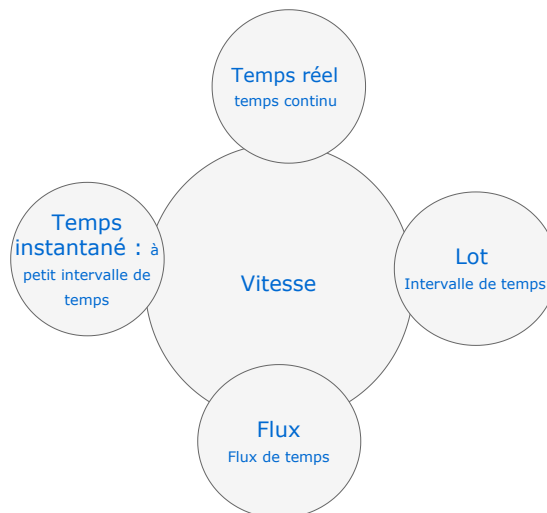 Temps réel
temps continu
Temps
instantané : à
petit intervalle de
temps
Vitesse
Lot
Intervalle de temps
Flux
Flux de temps